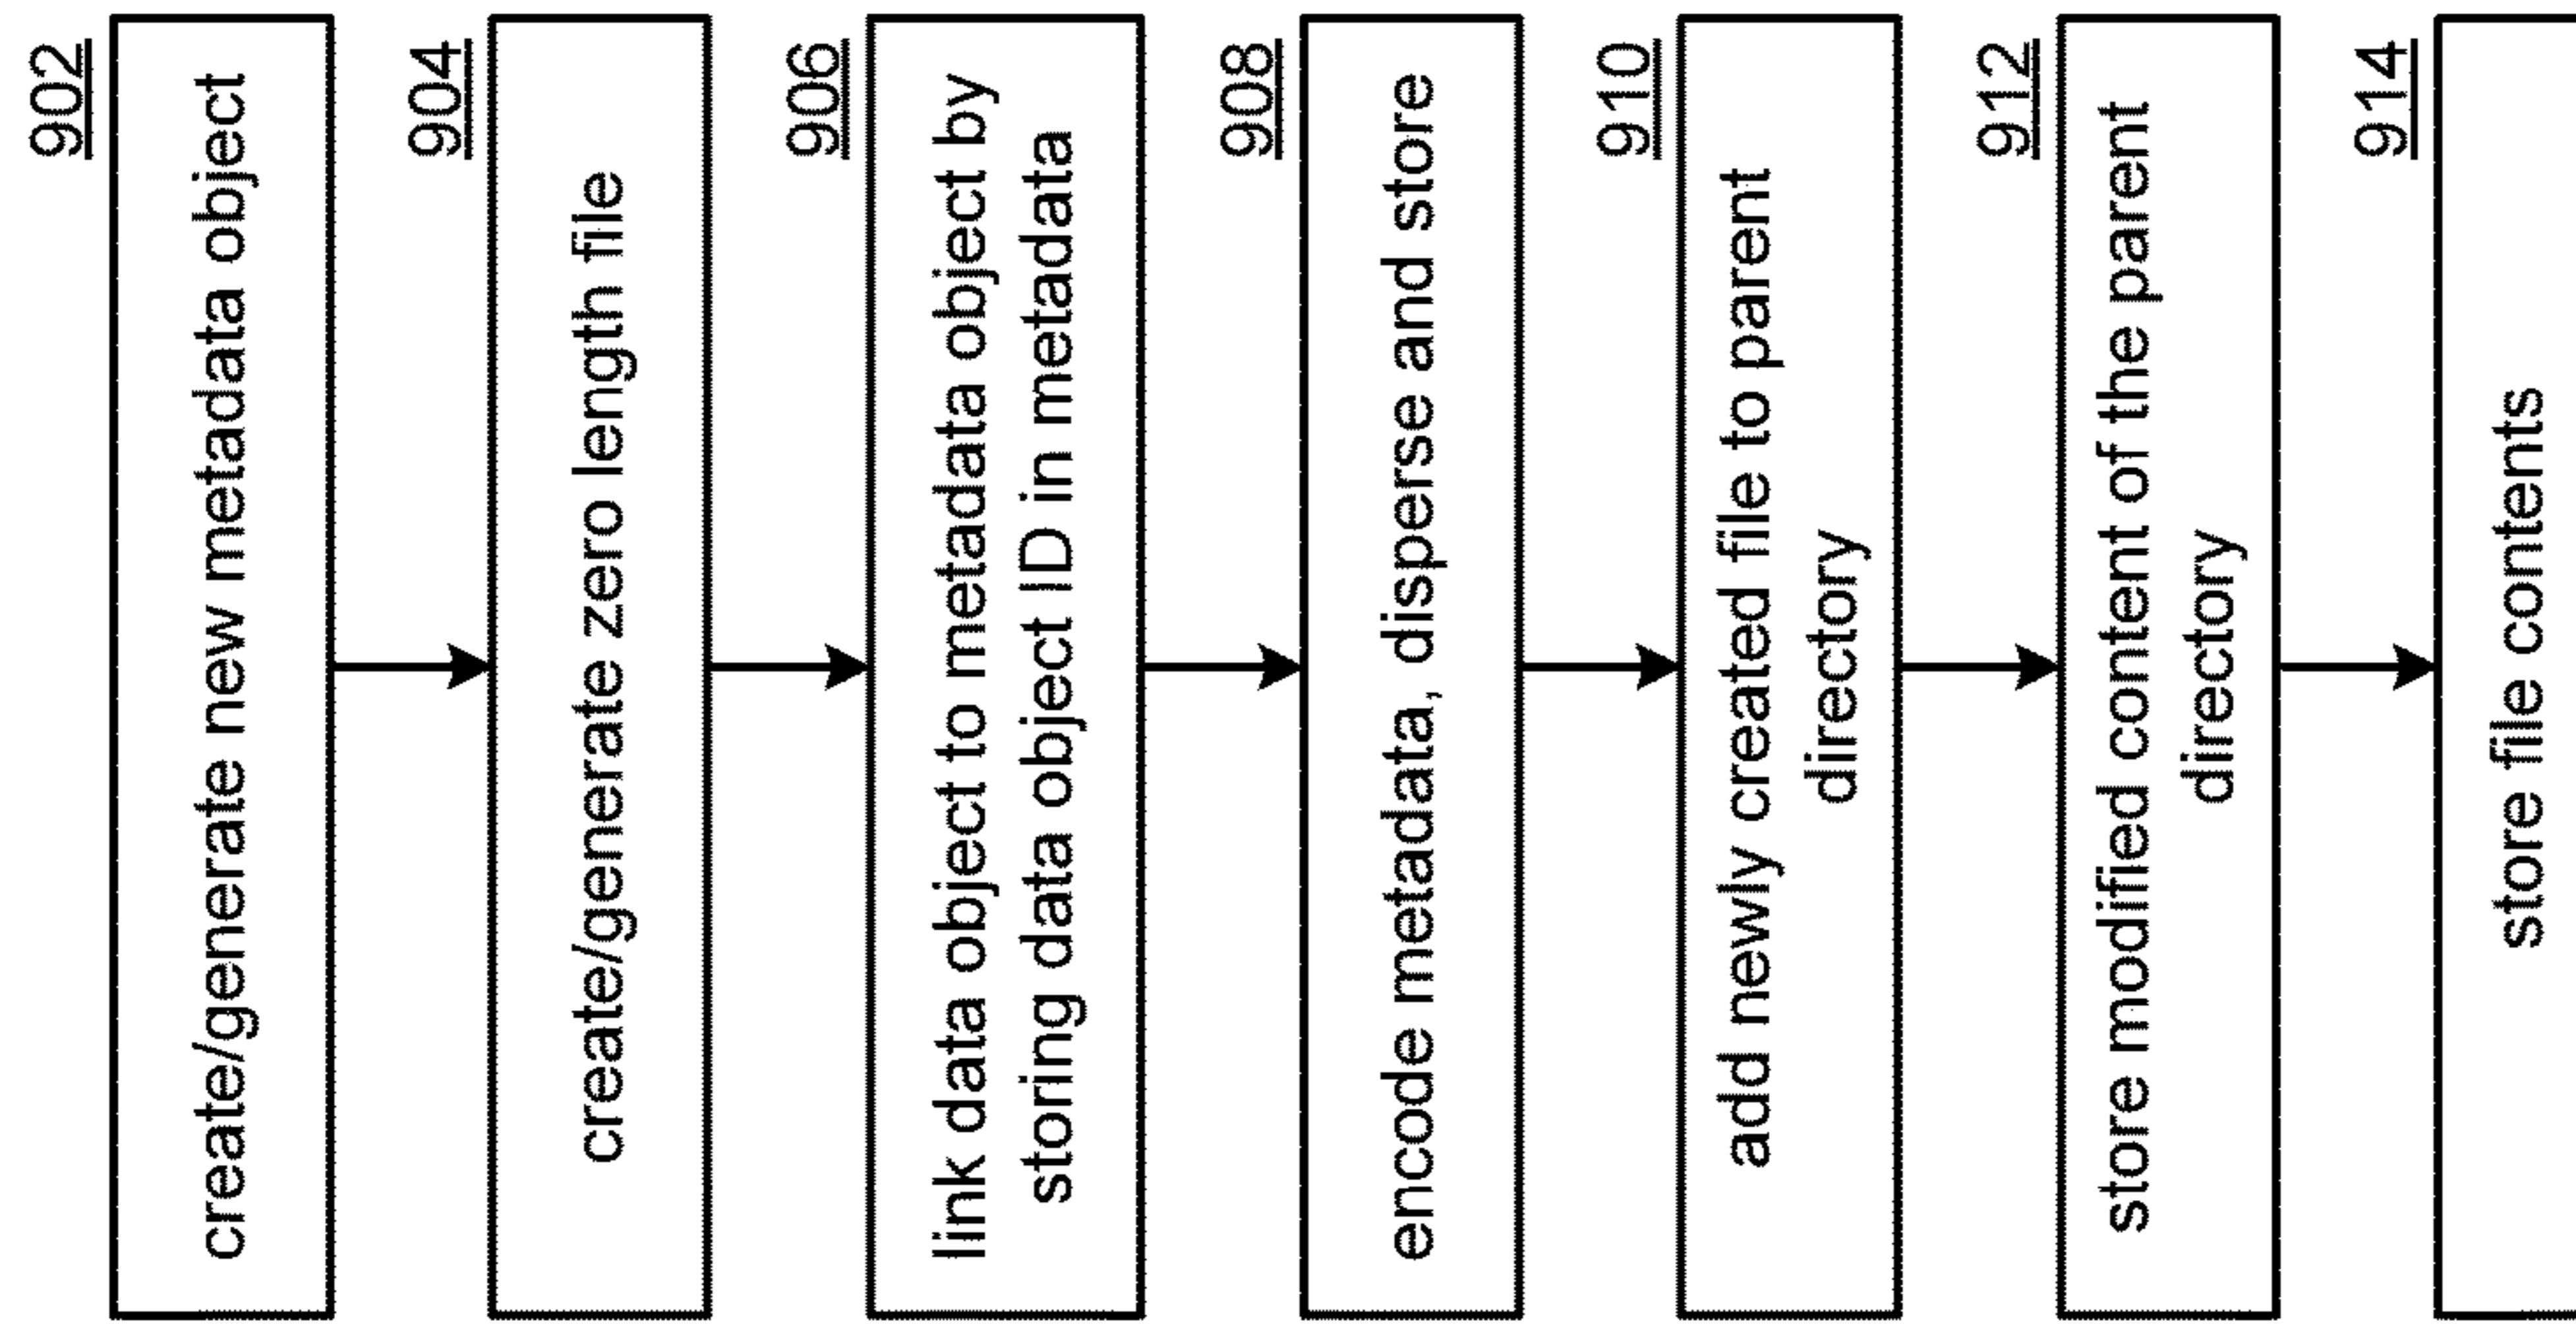 902
create/generate new metadata object
904
create/generate zero length file
906
link data object to metadata object by
storing data object ID in metadata
908
encode metadata, disperse and store
910
add newly created file to parent
directory
912
store modified content of the parent
directory
914
store file contents